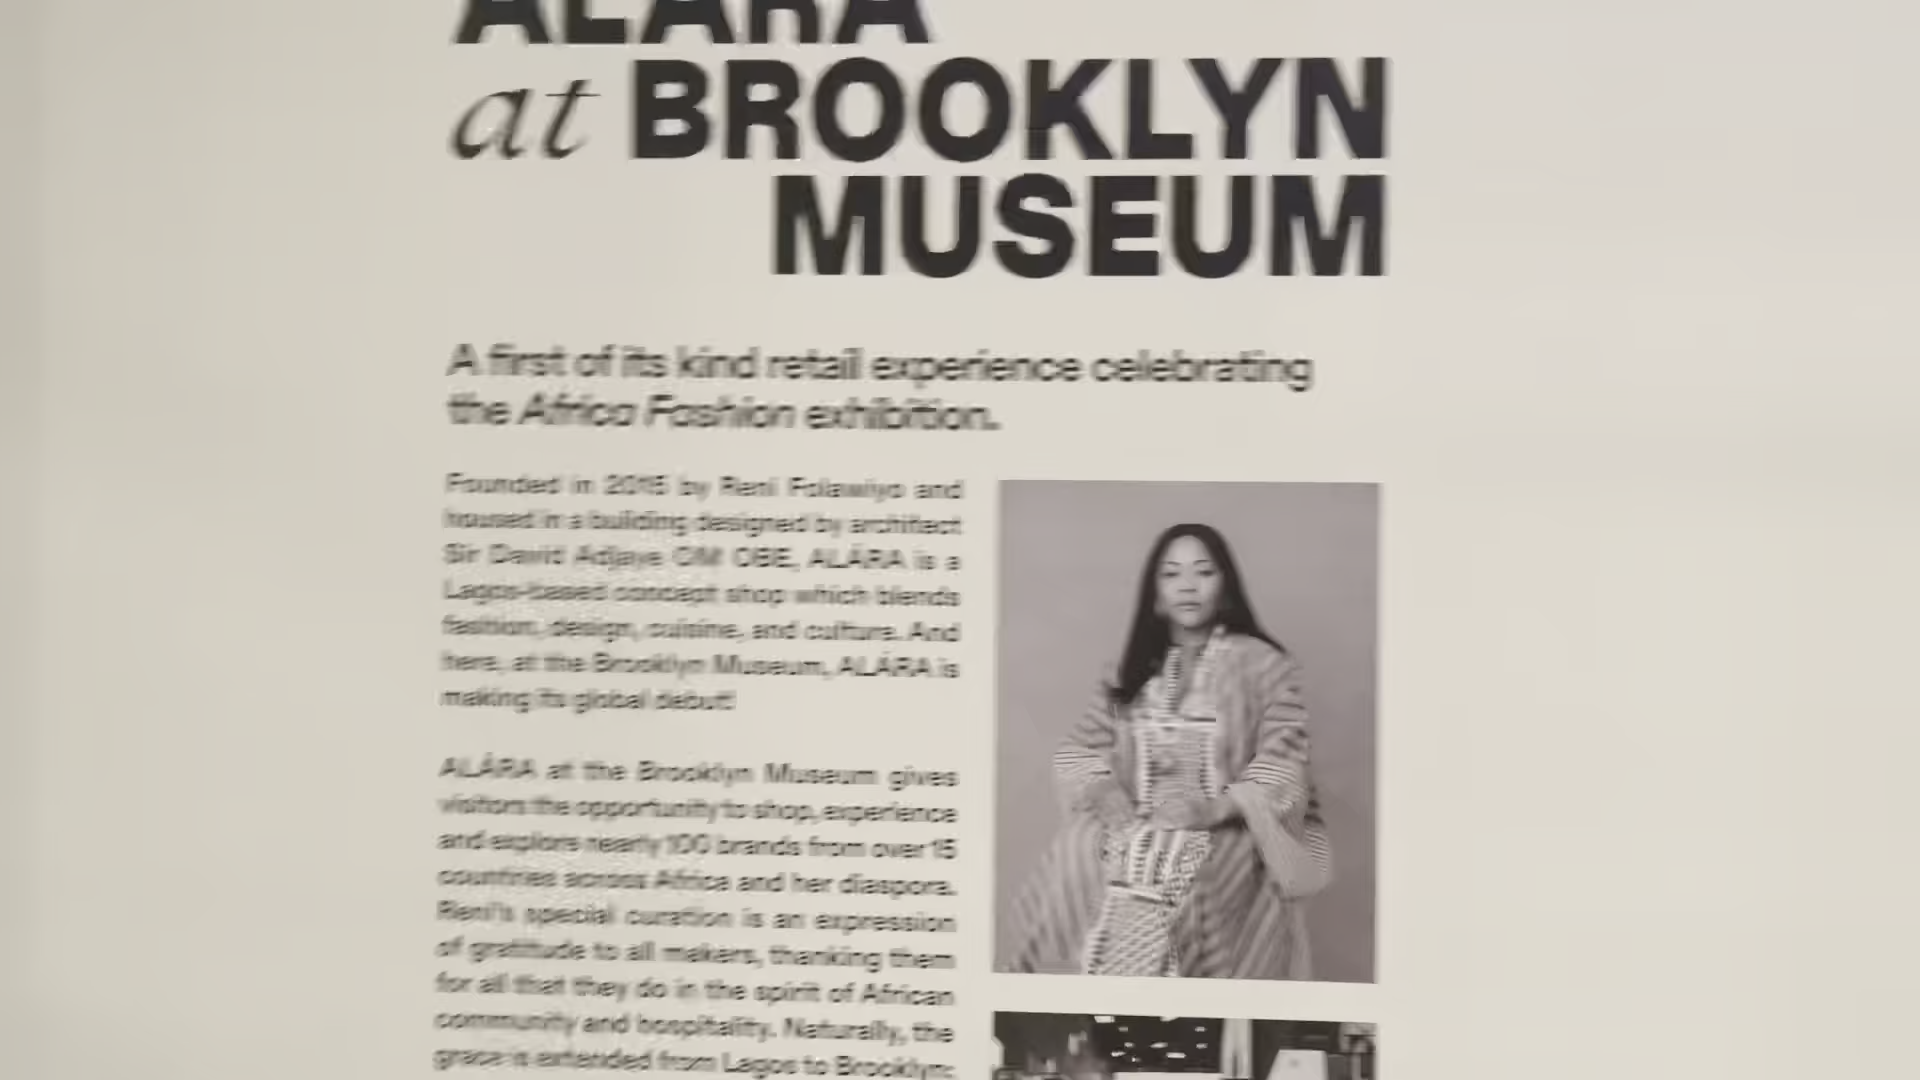 ALÁRA
at BROOKLYN
MUSEUM
A first of its kind retail experience celebrating
the Africa Fashion exhibition.
Founded in 2015 by Reni Folawiyo and
housed in a building designed by architect
Sir David Adjaye OM OBE, ALÁRA is a
Lagos-based concept shop which blends
fashion, design, cuisine, and culture. And
here, at the Brooklyn Museum, ALÁRA is
making its global debut!
ALÁRA at the Brooklyn Museum gives
visitors the opportunity to shop, experience
and explore nearly 100 brands from over 15
countries across Africa and her diaspora.
Reni's special curation is an expression
of gratitude to all makers, thanking them
for all that they do in the spirit of African
community and hospitality. Naturally, the
grace is extended from Lagos to Brooklyn: